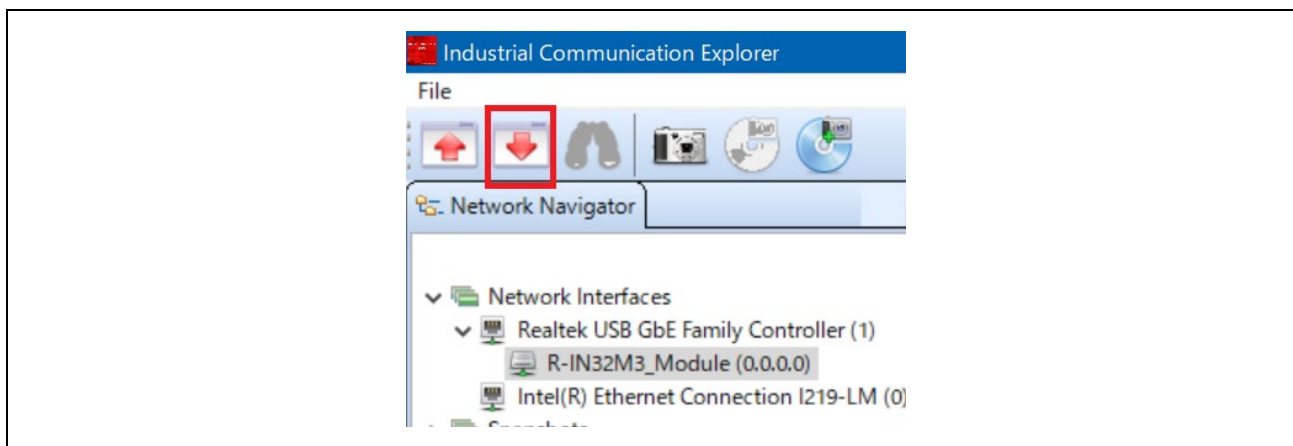 Industrial Communication Explorer
File
Network Navigator
Network Interfaces
Realtek USB GbE Family Controller (1)
R-IN32M3_Module (0.0.0.0)
Intel(R) Ethernet Connection I219-LM (0)